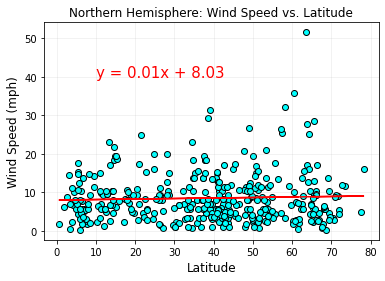 Northern Hemisphere: Wind Speed vs. Latitude
50
40
30
20
10
0
Wind Speed (mph)
y = 0.01x + 8.03
0 10 20 30 40 50 60 70 80
Latitude